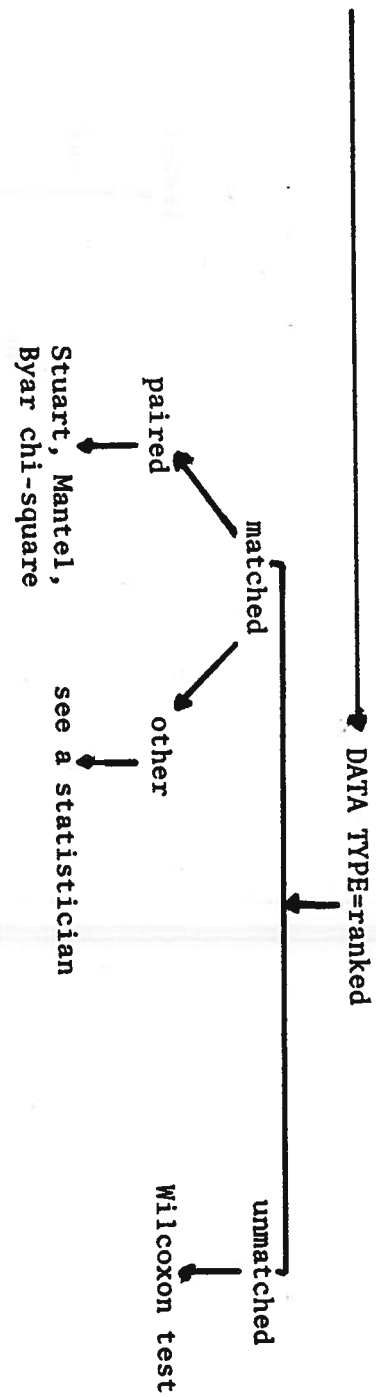 DATA TYPE=ranked
matched
unmatched
paired
other
Wilcoxon test
Stuart, Mantel,
Byar chi-square
see a statistician